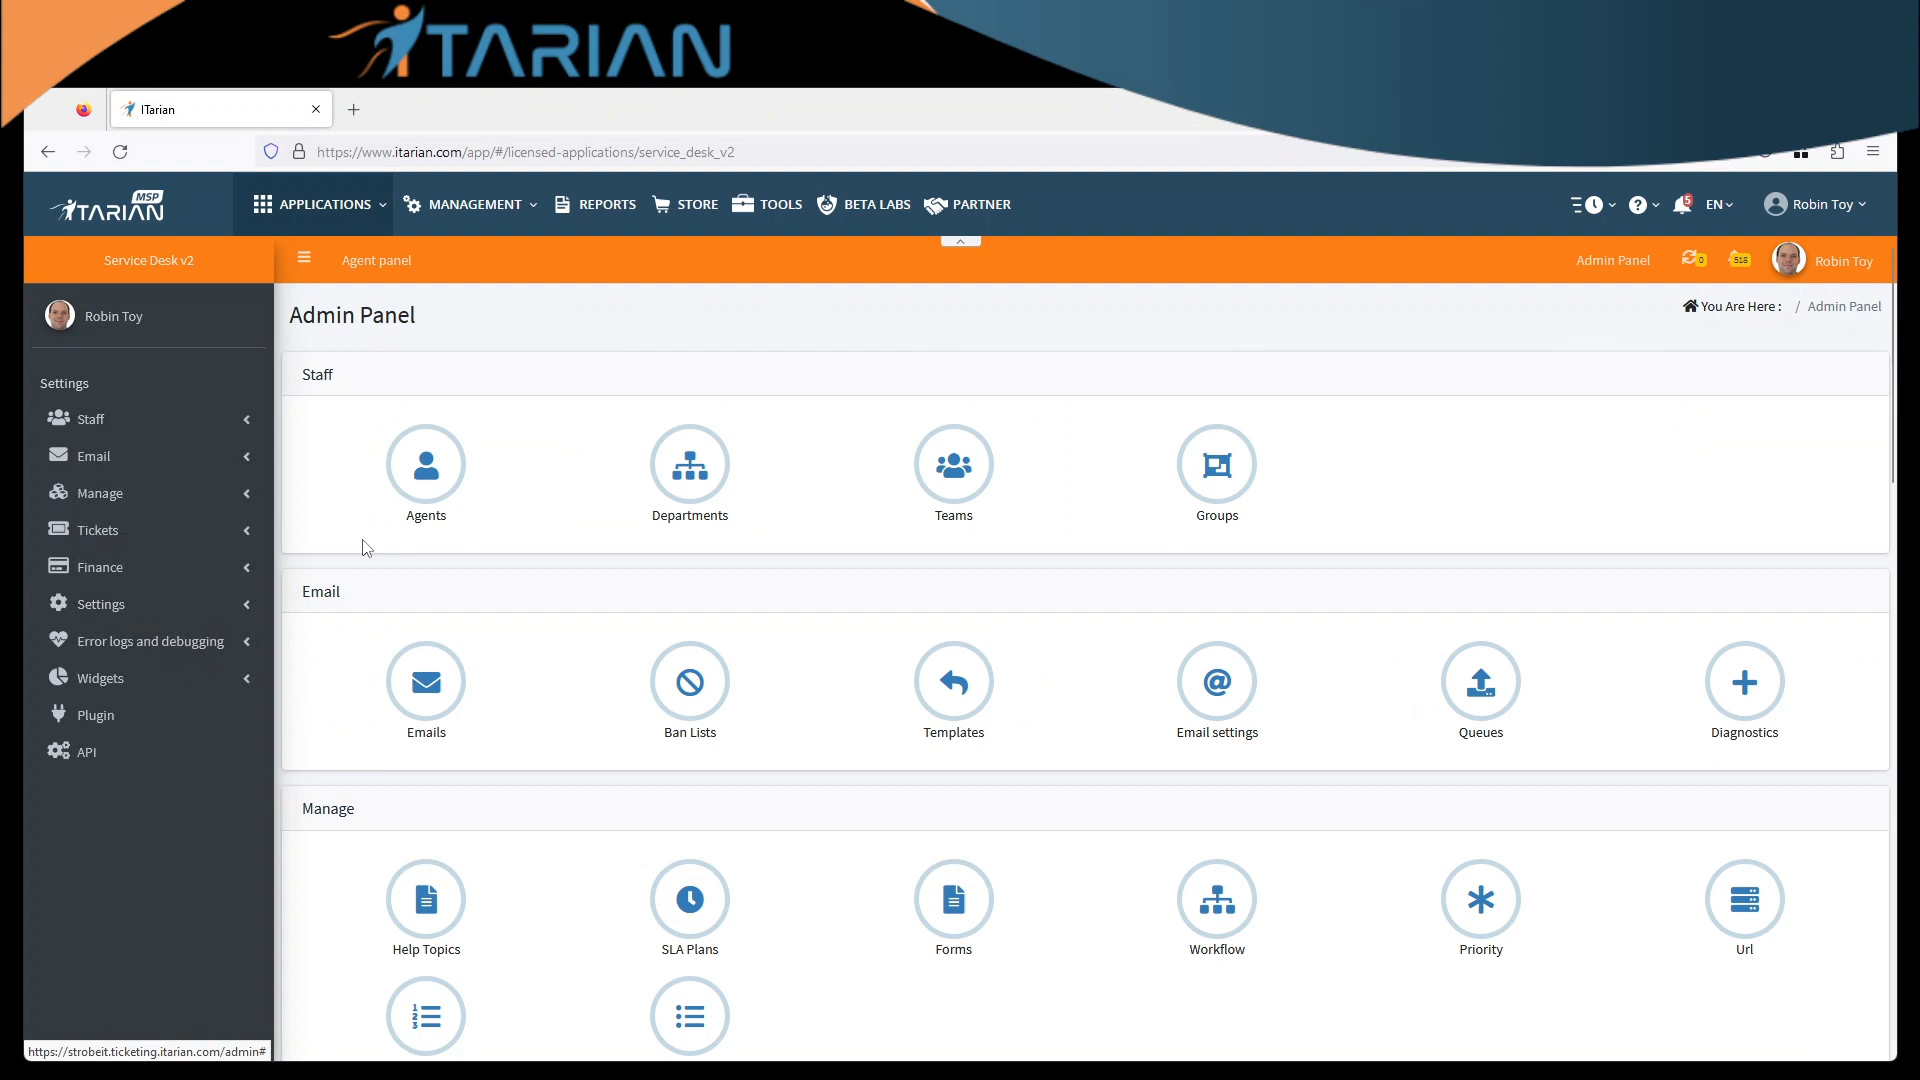 ITARIAN
ITarian
https://www.itarian.com/app/#/licensed-applications/service_desk_v2
ITARIAN MSP
APPLICATIONS
MANAGEMENT
REPORTS
STORE
TOOLS
BETA LABS
PARTNER
5
EN
Robin Toy
Service Desk v2
Agent panel
Admin Panel
0
516
Robin Toy
Robin Toy
Admin Panel
You Are Here :
/ Admin Panel
Settings
Staff
Email
Manage
Tickets
Finance
Settings
Error logs and debugging
Widgets
Plugin
API
Staff
Agents
Departments
Teams
Groups
Email
Emails
Ban Lists
Templates
Email settings
Queues
Diagnostics
Manage
Help Topics
SLA Plans
Forms
Workflow
Priority
Url
https://strobeit.ticketing.itarian.com/admin#